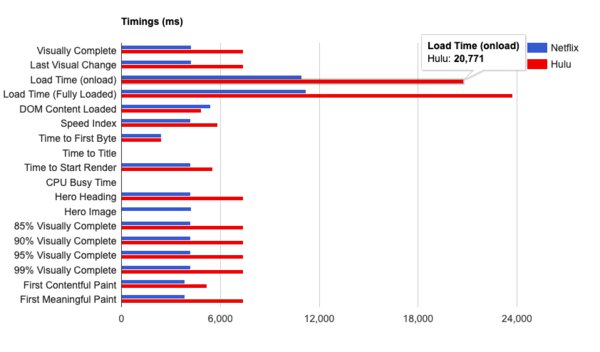 Timings (ms)
Load Time (onload)
Hulu: 20,771
Netflix
Hulu
Visually Complete
Last Visual Change
Load Time (onload)
Load Time (Fully Loaded)
DOM Content Loaded
Speed Index
Time to First Byte
Time to Title
Time to Start Render
CPU Busy Time
Hero Heading
Hero Image
85% Visually Complete
90% Visually Complete
95% Visually Complete
99% Visually Complete
First Contentful Paint
First Meaningful Paint
0 6,000 12,000 18,000 24,000